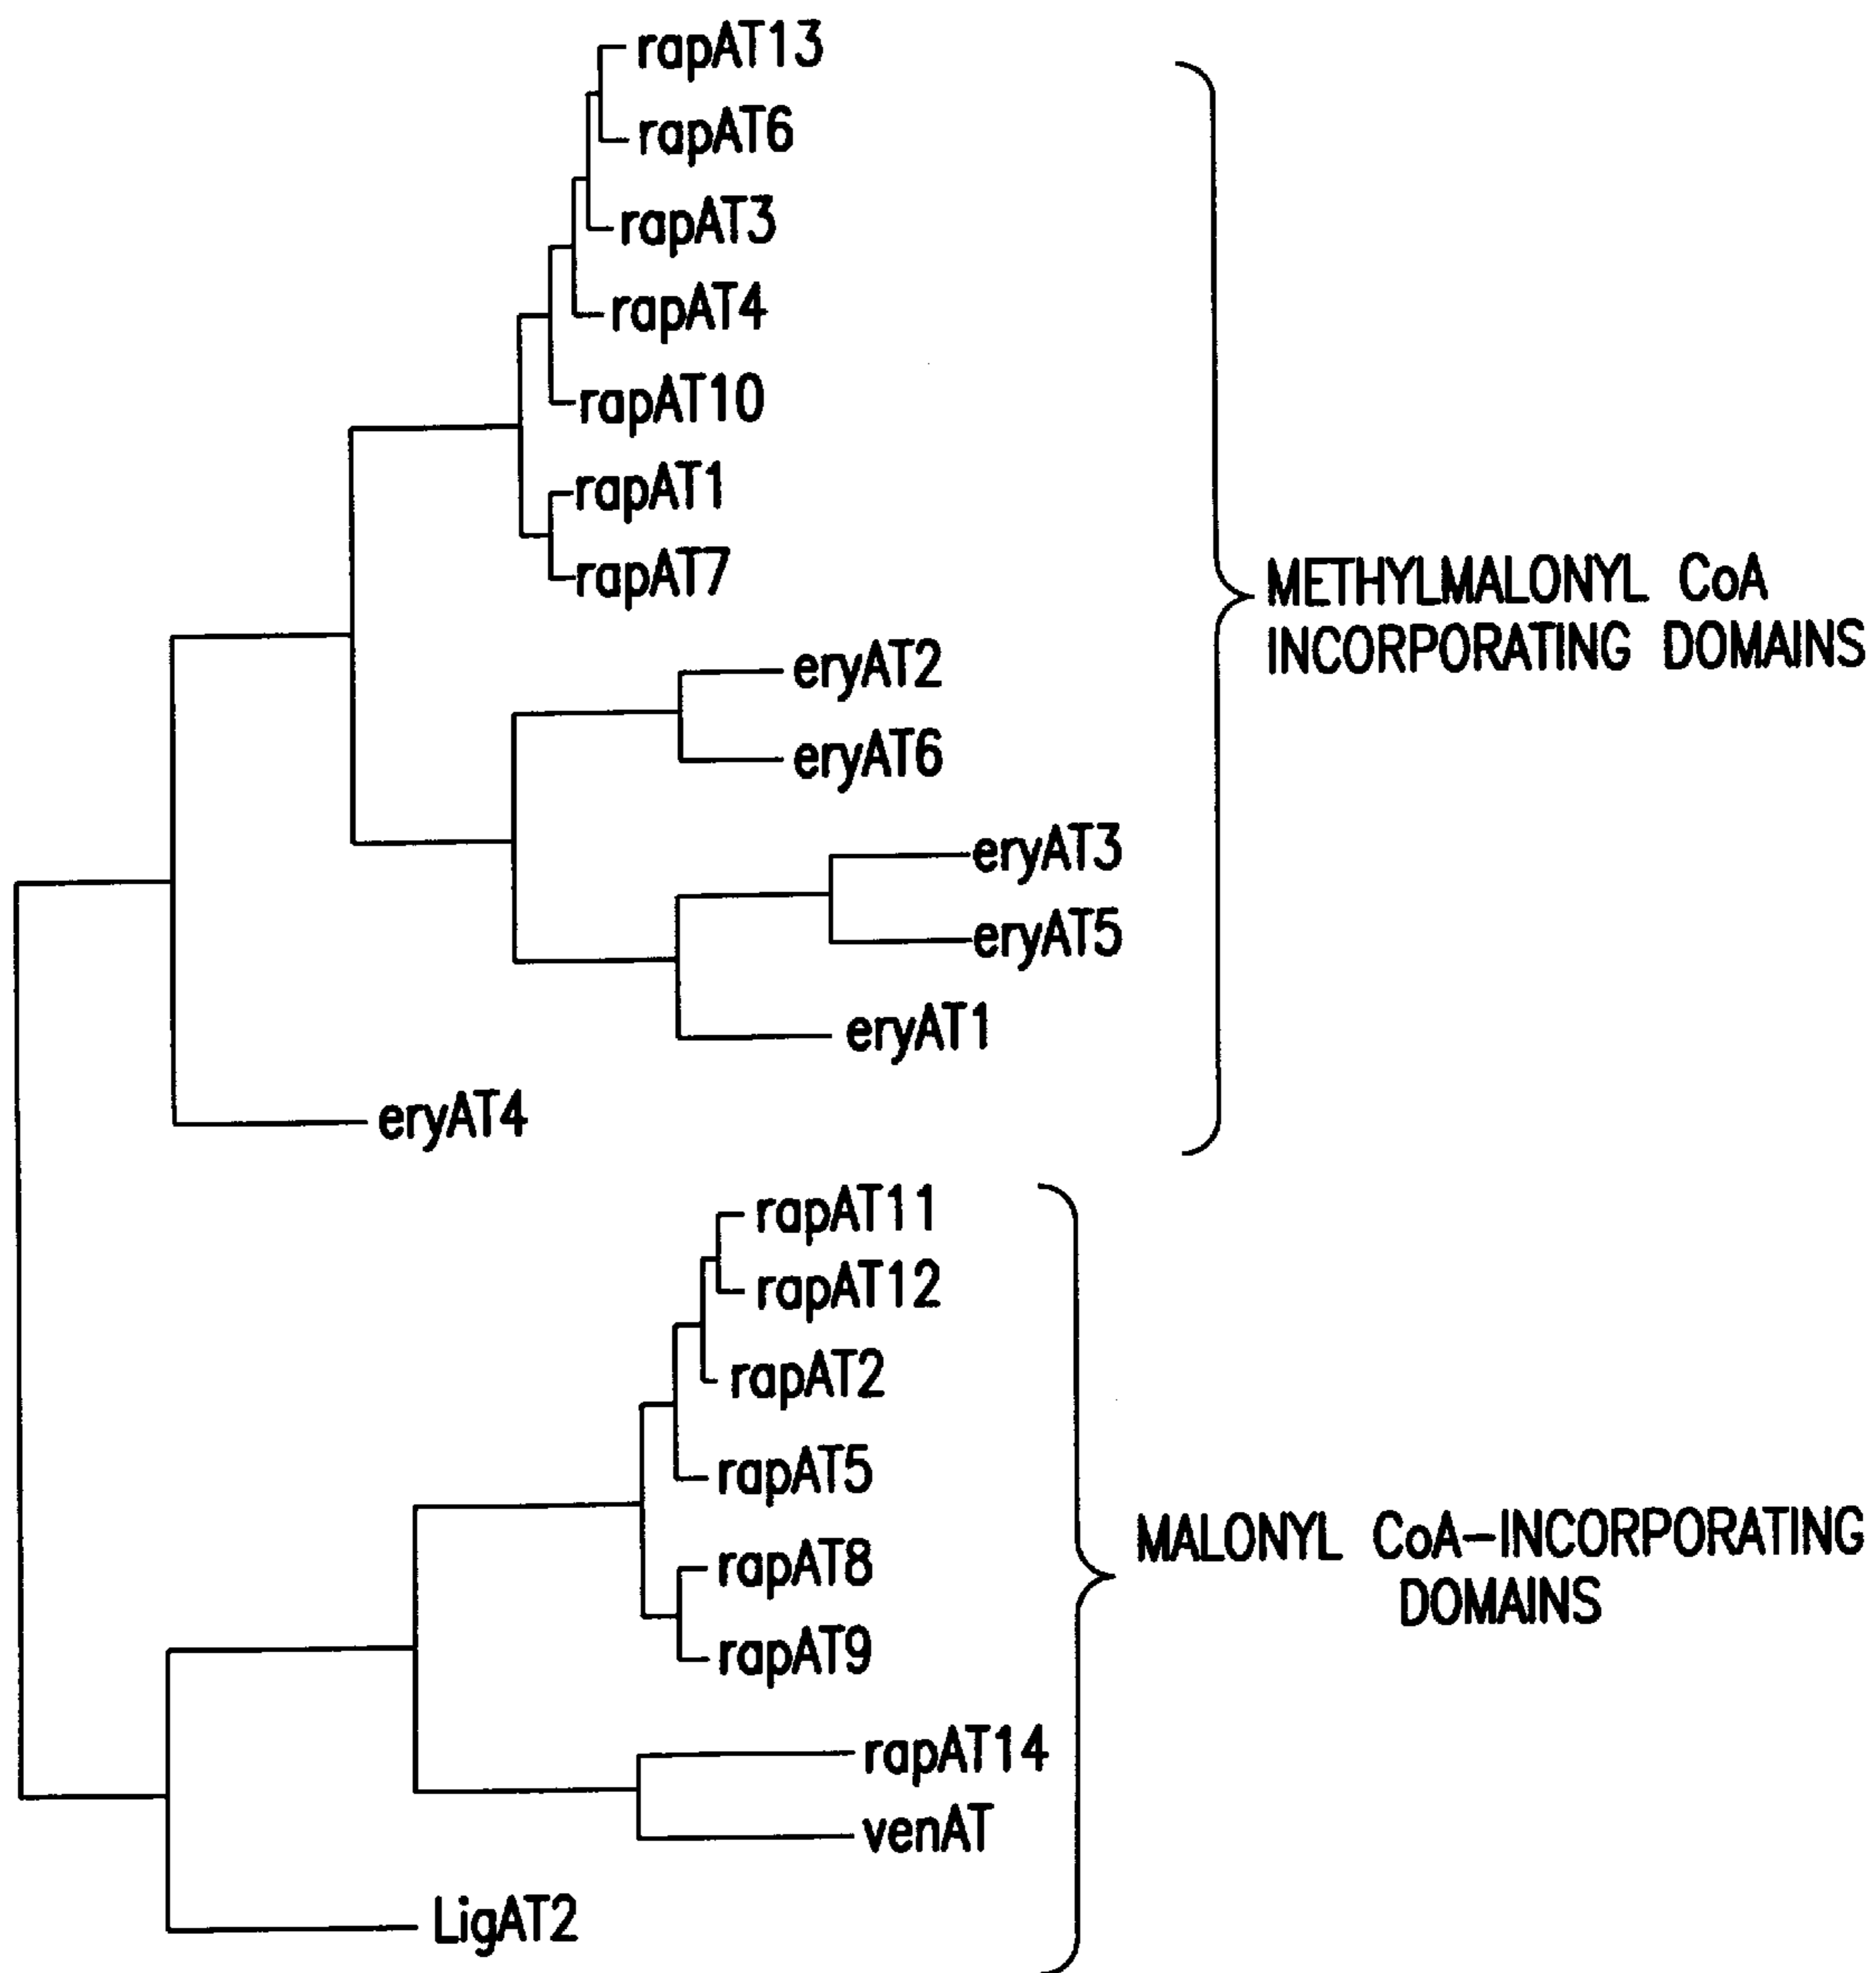 rapAT13
rapAT6
rapAT3
rapAT4
rapAT10
rapAT1
rapAT7
METHYLMALONYL CoA
INCORPORATING DOMAINS
eryAT2
eryAT6
eryAT3
eryAT5
eryAT1
eryAT4
rapAT11
rapAT12
rapAT2
rapAT5
rapAT8
rapAT9
MALONYL CoA-INCORPORATING
DOMAINS
rapAT14
venAT
LigAT2